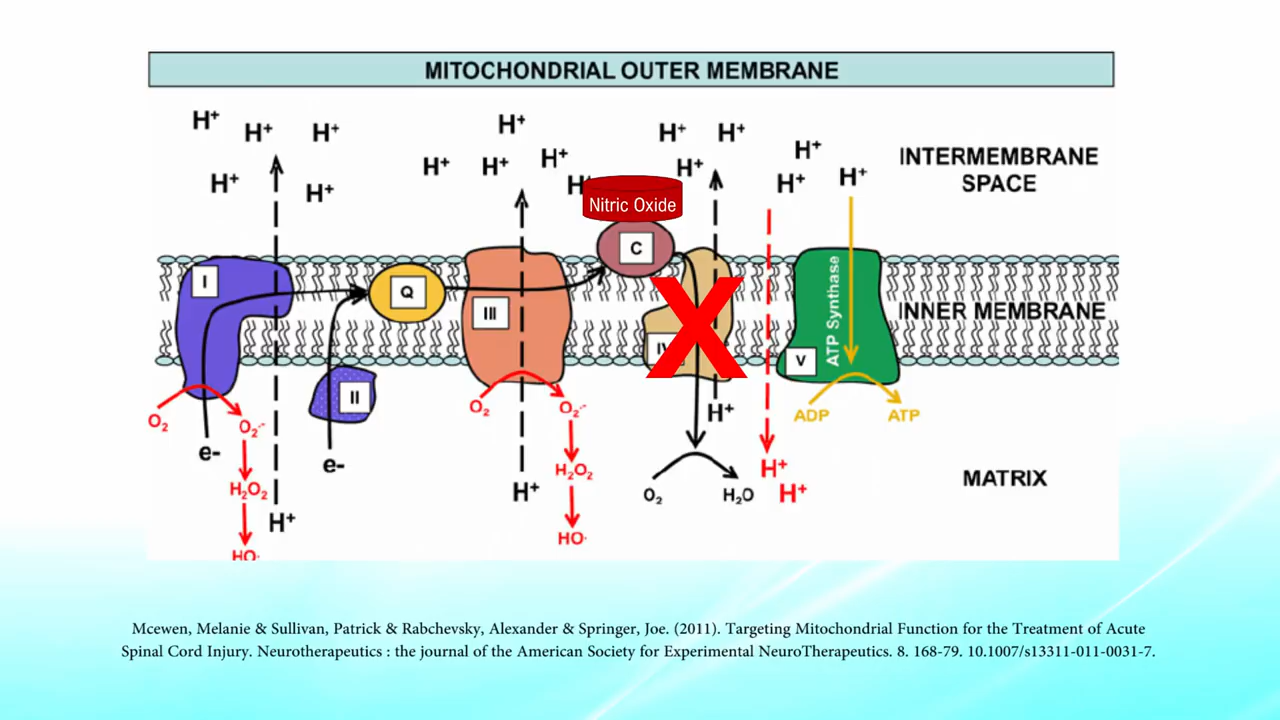 MITOCHONDRIAL OUTER MEMBRANE
H⁺ H⁺ H⁺ H⁺ H⁺
H⁺ H⁺ H⁺ H⁺ H
H⁺ H⁺ H⁺
H⁺ H⁺ H⁺
INTERMEMBRANE
SPACE
Nitric Oxide
C
I
Q
III
IV
X
ATP Synthase
V
INNER MEMBRANE
II
O₂
O₂·-
e-
H₂O₂
HO·
H⁺
e-
O₂
O₂·-
H₂O₂
HO·
H⁺
H⁺
O₂
H₂O
H⁺
H⁺
ADP
ATP
MATRIX
Mcewen, Melanie & Sullivan, Patrick & Rabchevsky, Alexander & Springer, Joe. (2011). Targeting Mitochondrial Function for the Treatment of Acute
Spinal Cord Injury. Neurotherapeutics : the journal of the American Society for Experimental NeuroTherapeutics. 8. 168-79. 10.1007/s13311-011-0031-7.